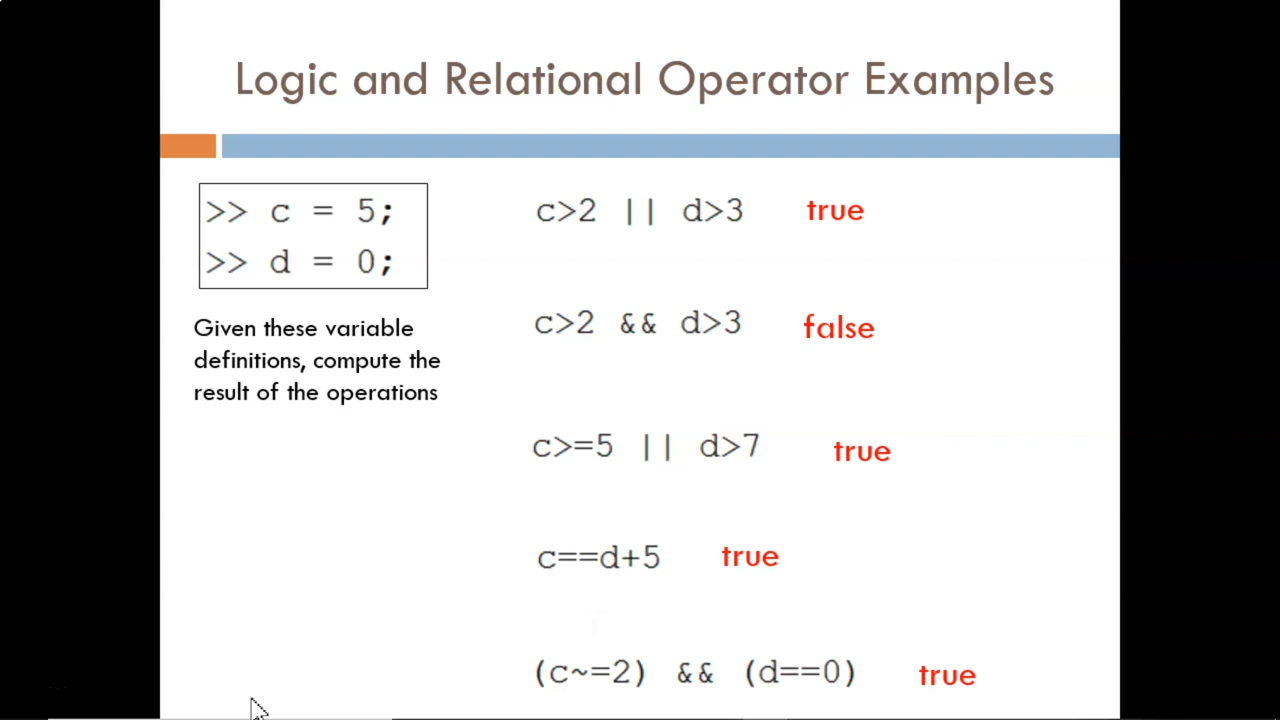 Logic and Relational Operator Examples
>> c = 5;
>> d = 0;
Given these variable
definitions, compute the
result of the operations
c>2 || d>3 true
c>2 && d>3 false
c>=5 || d>7 true
c==d+5 true
(c~=2) && (d==0) true